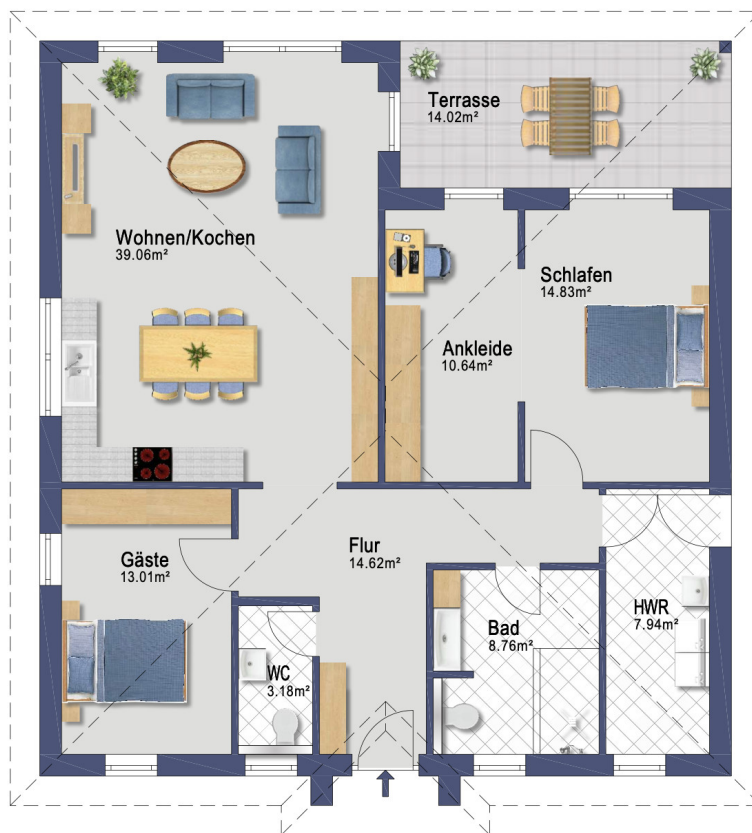 Terrasse
14.02m²
Wohnen/Kochen
39.06m²
Schlafen
14.83m²
Ankleide
10.64m²
Gäste
13.01m²
Flur
14.62m²
HWR
7.94m²
Bad
8.76m²
WC
3.18m²